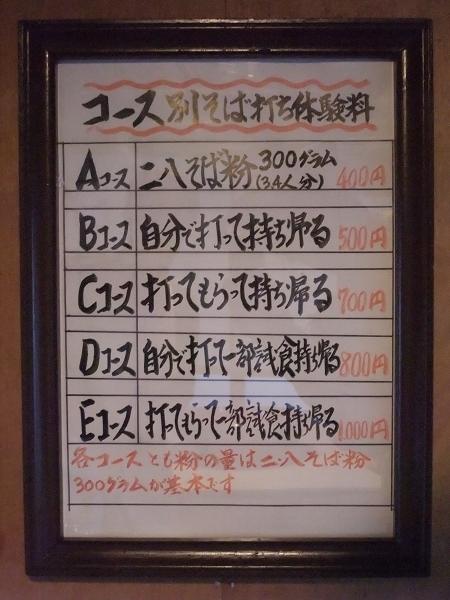 コース別そば打ち体験料
Aコース 二八そば粉300グラム(3,4人分) 400円
Bコース 自分で打って持ち帰る 500円
Cコース 打ってもらって持ち帰る 700円
Dコース 自分で打って一部試食持ち帰る 800円
Eコース 打てもらって一部試食持ち帰る 1,000円
各コースとも粉の量は二・八そば粉
300グラムが基本です